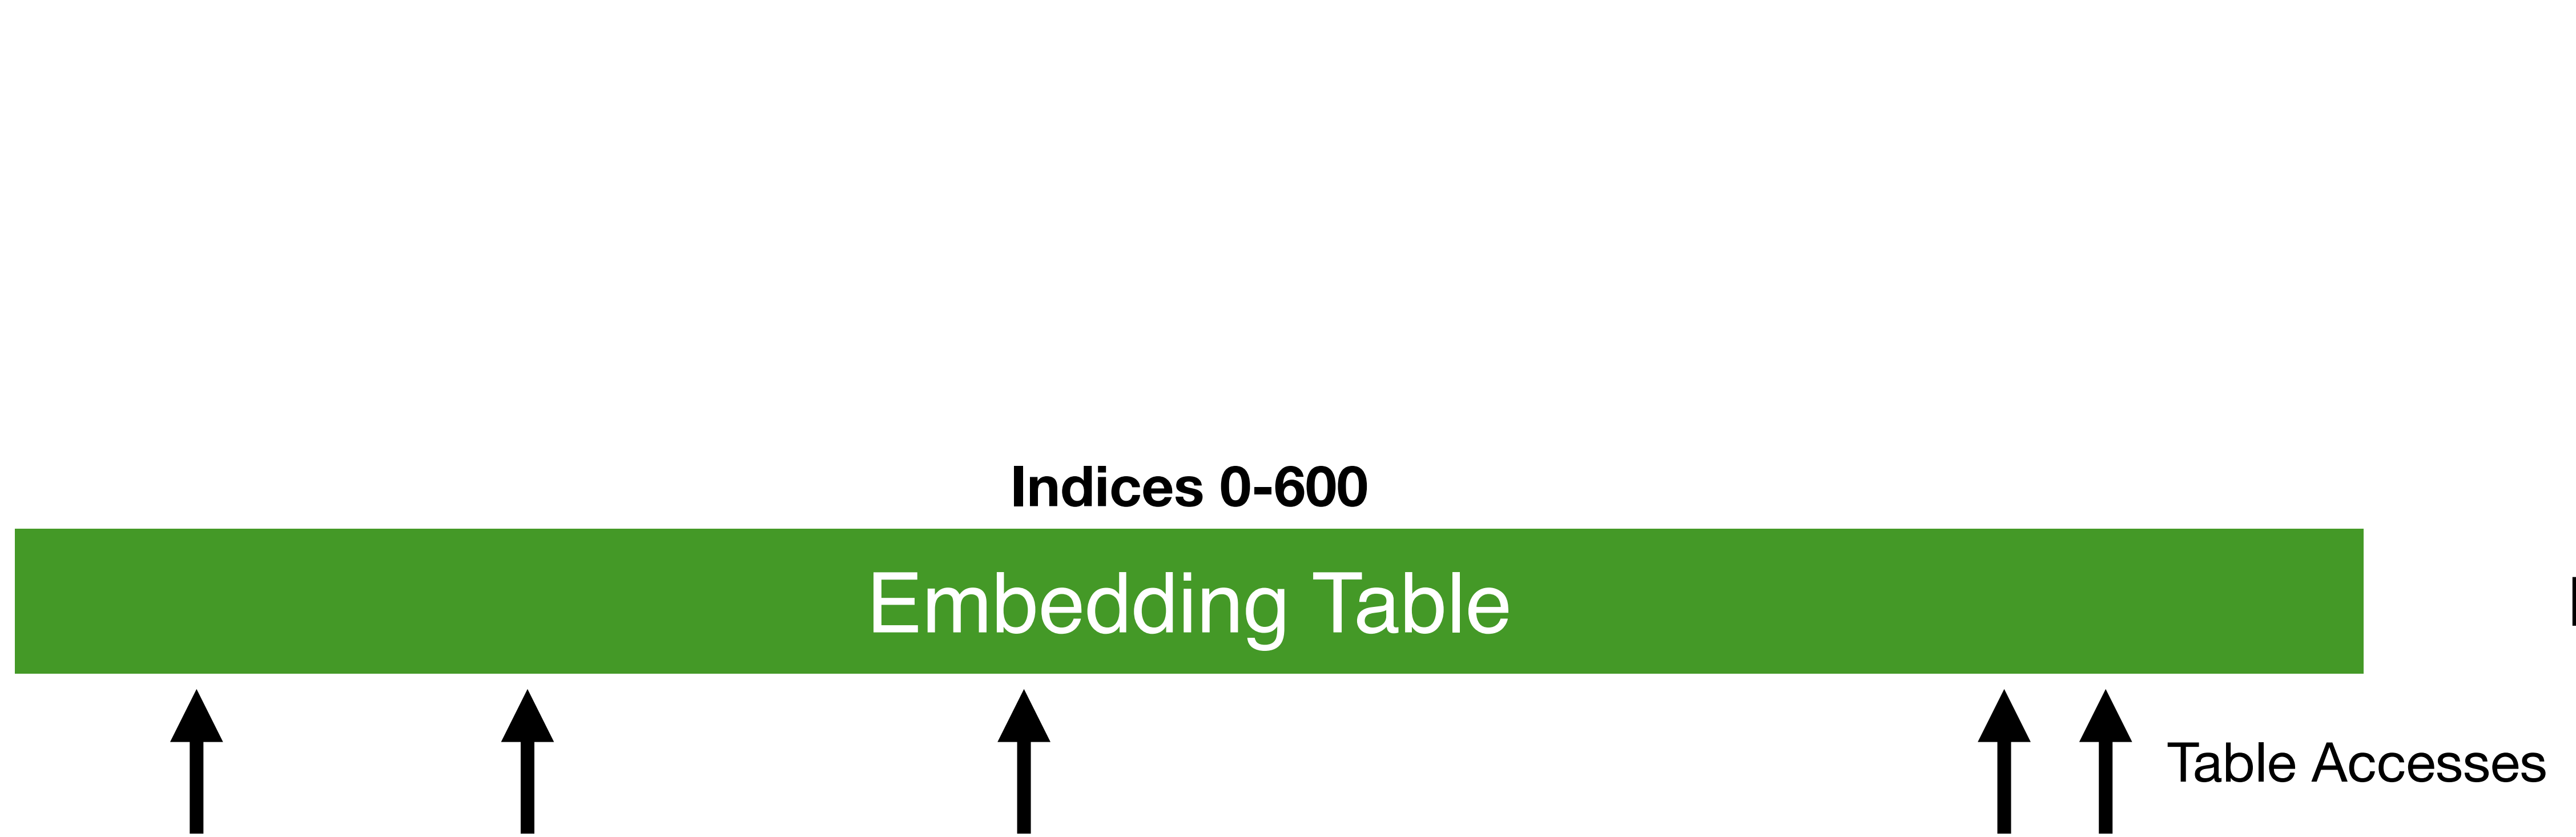 Indices 0-600
Embedding Table
Table Accesses